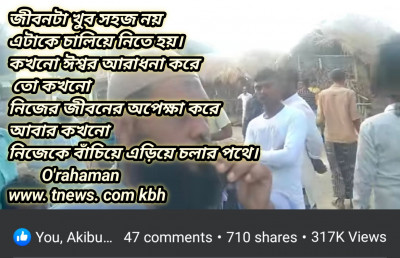 জীবনটা খুব সহজ নয়
এটাকে চালিয়ে নিতে হয়।
কখনো ঈশ্বর আরাধনা করে
তো কখনো
নিজের জীবনের অপেক্ষা করে
আবার কখনো
নিজেকে বাঁচিয়ে এড়িয়ে চলার পথে।
O'rahaman
www. tnews. com kbh
You, Akibu... 47 comments • 710 shares • 317K Views